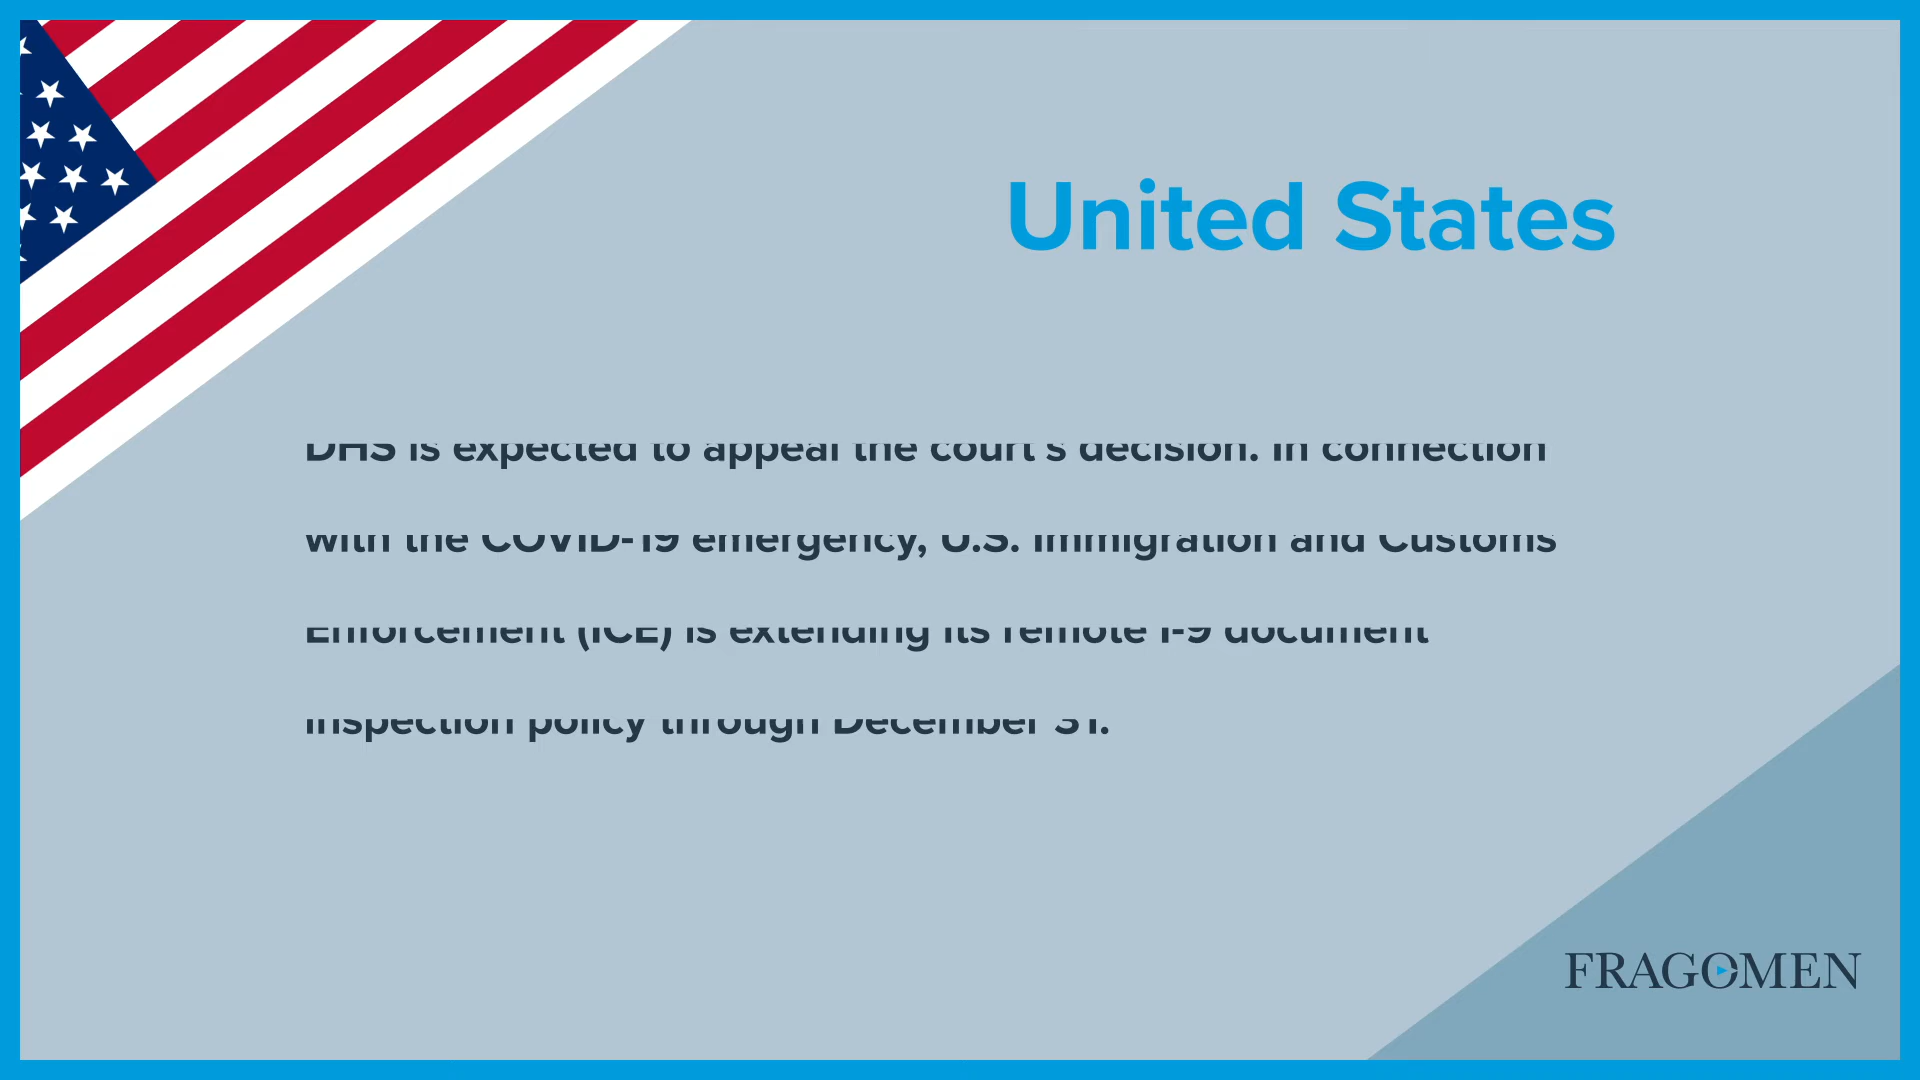 United States
DHS is expected to appeal the court's decision. In connection
with the COVID-19 emergency, U.S. Immigration and Customs
Enforcement (ICE) is extending its remote I-9 document
inspection policy through December 31.
FRAGOMEN